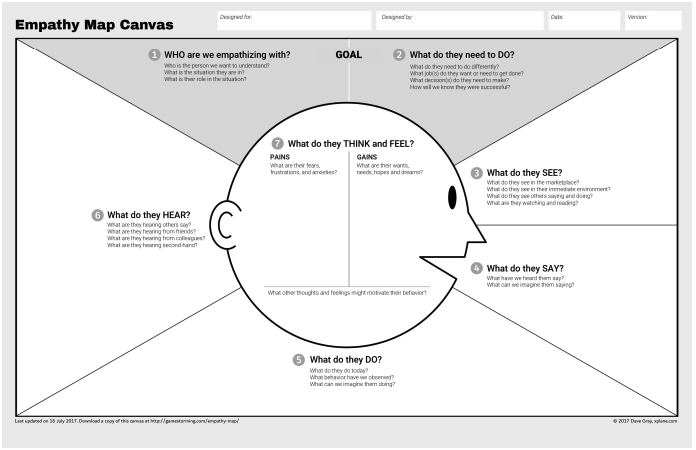 Empathy Map Canvas
Designed for:
Designed by:
Date:
Version:
1 WHO are we empathizing with?
Who is the person we want to understand?
What is the situation they are in?
What is their role in the situation?
GOAL
2 What do they need to DO?
What do they need to do differently?
What job(s) do they want or need to get done?
What decision(s) do they need to make?
How will we know they were successful?
3 What do they SEE?
What do they see in the marketplace?
What do they see in their immediate environment?
What do they see others saying and doing?
What are they watching and reading?
4 What do they SAY?
What have we heard them say?
What can we imagine them saying?
5 What do they DO?
What do they do today?
What behavior have we observed?
What can we imagine them doing?
6 What do they HEAR?
What are they hearing others say?
What are they hearing from friends?
What are they hearing from colleagues?
What are they hearing second-hand?
7 What do they THINK and FEEL?
PAINS
What are their fears,
frustrations, and anxieties?
GAINS
What are their wants,
needs, hopes and dreams?
What other thoughts and feelings might motivate their behavior?
Last updated on 16 July 2017. Download a copy of this canvas at http://gamestorming.com/empathy-map/
© 2017 Dave Gray, xplane.com